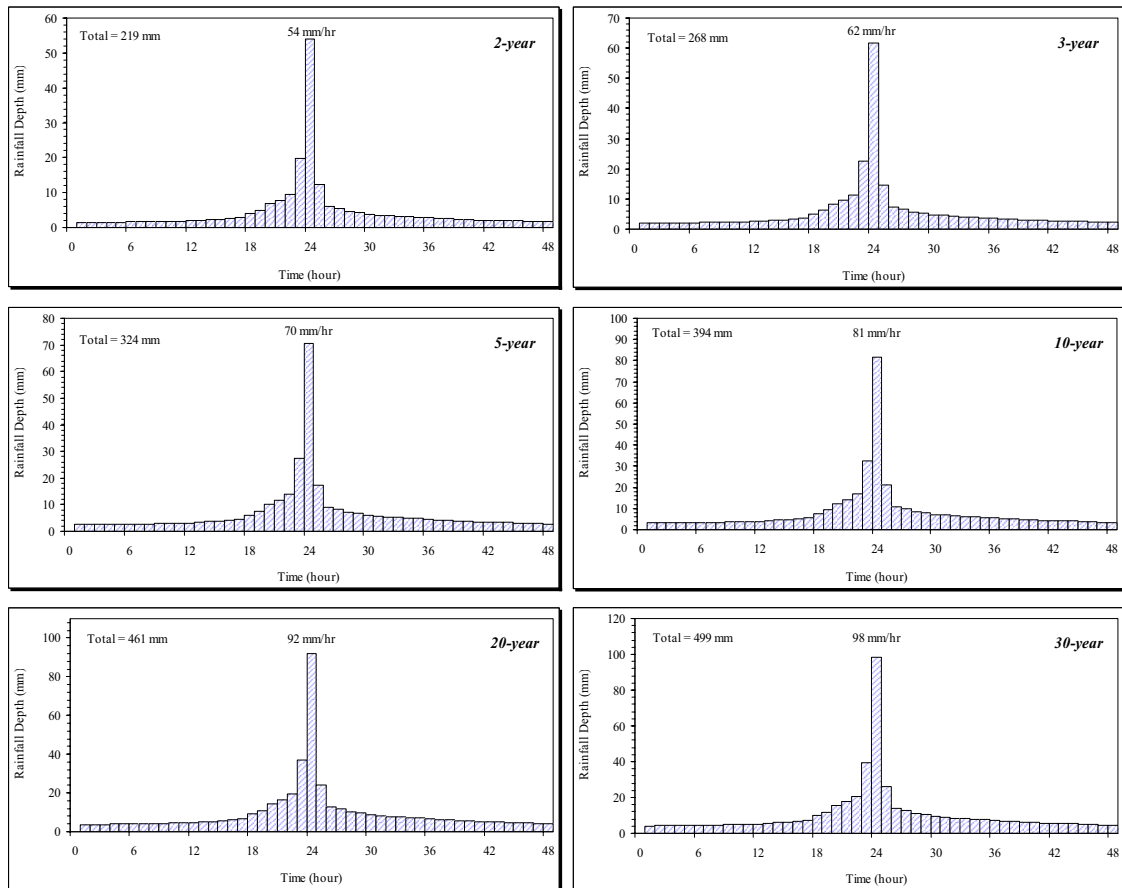 Total = 219 mm
54 mm/hr
2-year
Rainfall Depth (mm)
60
50
40
30
20
10
0
0 6 12 18 24 30 36 42 48
Time (hour)
Total = 268 mm
62 mm/hr
3-year
Rainfall Depth (mm)
70
60
50
40
30
20
10
0
0 6 12 18 24 30 36 42 48
Time (hour)
Total = 324 mm
70 mm/hr
5-year
Rainfall Depth (mm)
80
70
60
50
40
30
20
10
0
0 6 12 18 24 30 36 42 48
Time (hour)
Total = 394 mm
81 mm/hr
10-year
Rainfall Depth (mm)
100
90
80
70
60
50
40
30
20
10
0
0 6 12 18 24 30 36 42 48
Time (hour)
Total = 461 mm
92 mm/hr
20-year
Rainfall Depth (mm)
100
80
60
40
20
0
0 6 12 18 24 30 36 42 48
Time (hour)
Total = 499 mm
98 mm/hr
30-year
Rainfall Depth (mm)
120
100
80
60
40
20
0
0 6 12 18 24 30 36 42 48
Time (hour)